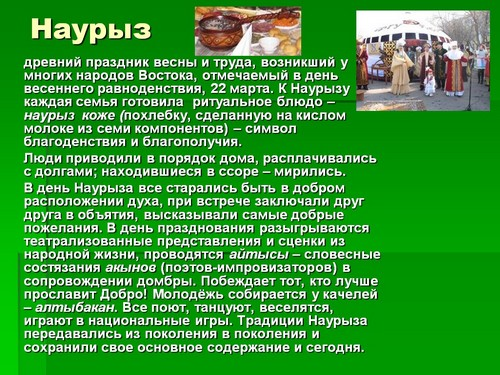 Наурыз
древний праздник весны и труда, возникший у
многих народов Востока, отмечаемый в день
весеннего равноденствия, 22 марта. К Наурызу
каждая семья готовила ритуальное блюдо –
наурыз коже (похлебку, сделанную на кислом
молоке из семи компонентов) – символ
благоденствия и благополучия.
Люди приводили в порядок дома, расплачивались
с долгами; находившиеся в ссоре – мирились.
В день Наурыза все старались быть в добром
расположении духа, при встрече заключали друг
друга в объятия, высказывали самые добрые
пожелания. В день празднования разыгрываются
театрализованные представления и сценки из
народной жизни, проводятся айтысы – словесные
состязания акынов (поэтов-импровизаторов) в
сопровождении домбры. Побеждает тот, кто лучше
прославит Добро! Молодёжь собирается у качелей
– алтыбакан. Все поют, танцуют, веселятся,
играют в национальные игры. Традиции Наурыза
передавались из поколения в поколения и
сохранили свое основное содержание и сегодня.